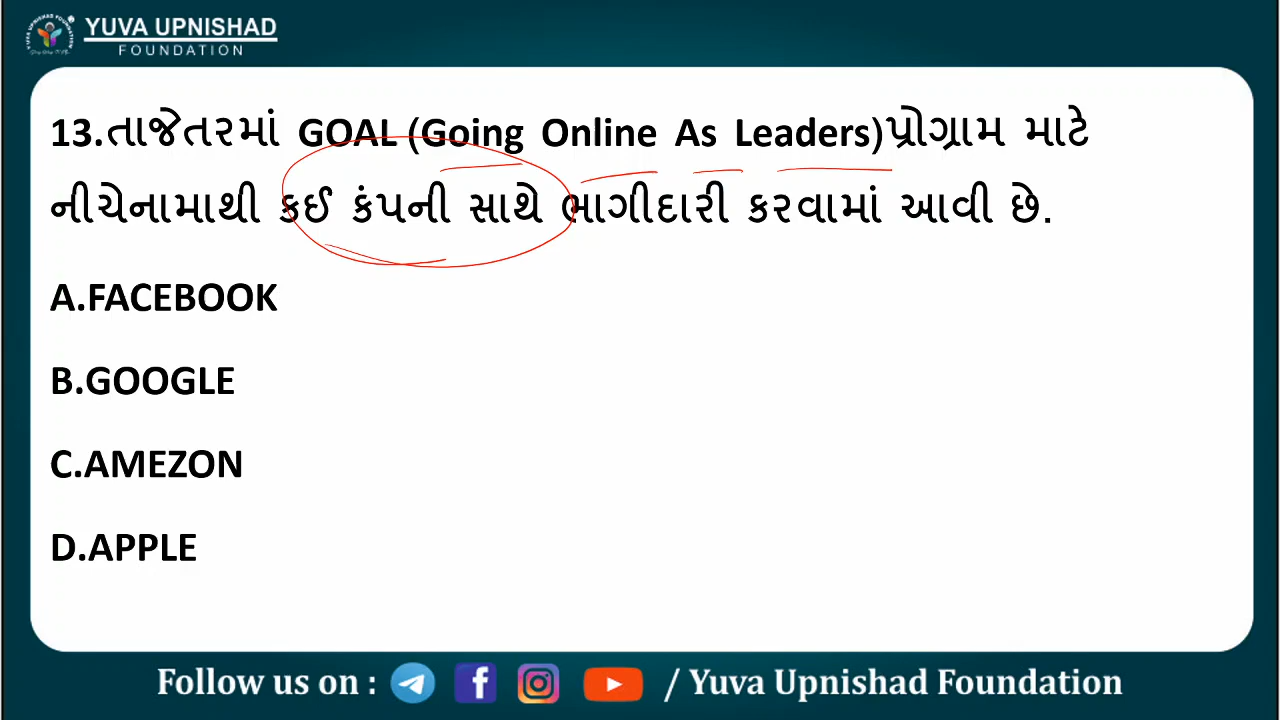 YUVA UPNISHAD
FOUNDATION
13.તાજેતરમાં GOAL (Going Online As Leaders)પ્રોગ્રામ માટે
નીચેનામાથી કઈ કંપની સાથે ભાગીદારી કરવામાં આવી છે.
A.FACEBOOK
B.GOOGLE
C.AMEZON
D.APPLE
Follow us on : / Yuva Upnishad Foundation